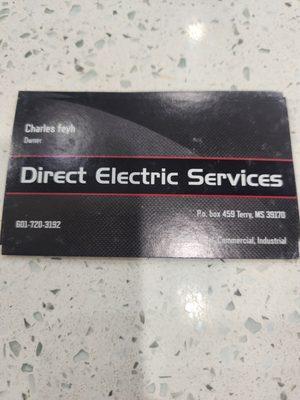 Charles feyh
Owner
Direct Electric Services
P.o. box 459 Terry, MS 39170
601-720-3192
Commercial, Industrial